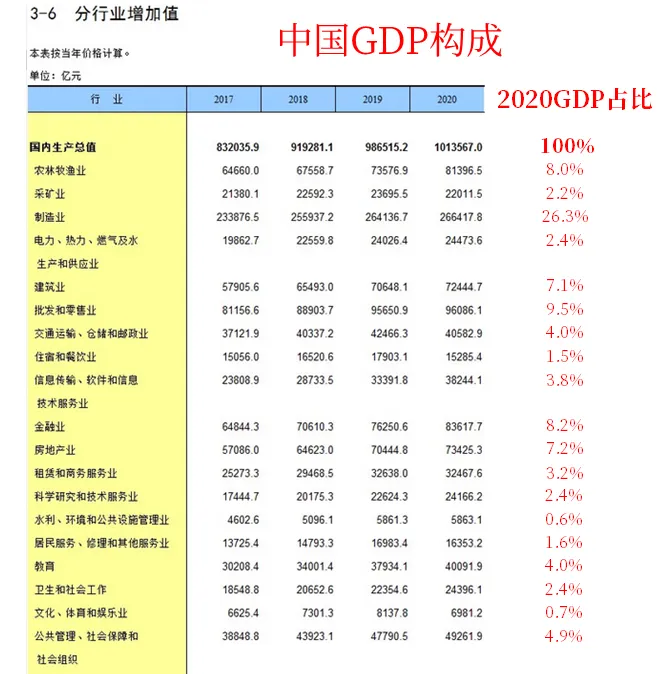 3-6 分行业增加值
中国GDP构成
本表按当年价格计算。
单位：亿元
行 业 2017 2018 2019 2020 2020GDP占比
国内生产总值 832035.9 919281.1 986515.2 1013567.0 100%
农林牧渔业 64660.0 67558.7 73576.9 81396.5 8.0%
采矿业 21380.1 22592.3 23695.5 22011.5 2.2%
制造业 233876.5 255937.2 264136.7 266417.8 26.3%
电力、热力、燃气及水 19862.7 22559.8 24026.4 24473.6 2.4%
生产和供应业
建筑业 57905.6 65493.0 70648.1 72444.7 7.1%
批发和零售业 81156.6 88903.7 95650.9 96086.1 9.5%
交通运输、仓储和邮政业 37121.9 40337.2 42466.3 40582.9 4.0%
住宿和餐饮业 15056.0 16520.6 17903.1 15285.4 1.5%
信息传输、软件和信息 23808.9 28733.5 33391.8 38244.1 3.8%
技术服务业
金融业 64844.3 70610.3 76250.6 83617.7 8.2%
房地产业 57086.0 64623.0 70444.8 73425.3 7.2%
租赁和商务服务业 25273.3 29468.5 32638.0 32467.6 3.2%
科学研究和技术服务业 17444.7 20175.3 22624.3 24166.2 2.4%
水利、环境和公共设施管理业 4602.6 5096.1 5861.3 5863.1 0.6%
居民服务、修理和其他服务业 13725.4 14793.3 16983.4 16353.2 1.6%
教育 30208.4 34001.4 37934.1 40091.9 4.0%
卫生和社会工作 18548.8 20652.6 22354.6 24396.1 2.4%
文化、体育和娱乐业 6625.4 7301.3 8137.8 6981.2 0.7%
公共管理、社会保障和 38848.8 43923.1 47790.5 49261.9 4.9%
社会组织